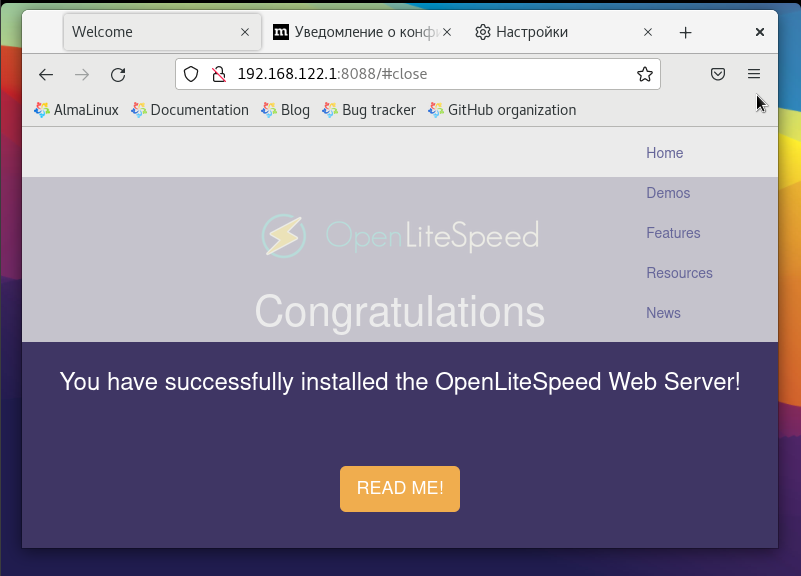 Welcome
Уведомление о конфи
Настройки
192.168.122.1:8088/#close
AlmaLinux Documentation Blog Bug tracker GitHub organization
Home
Demos
Features
Resources
News
OpenLiteSpeed
Congratulations
You have successfully installed the OpenLiteSpeed Web Server!
READ ME!